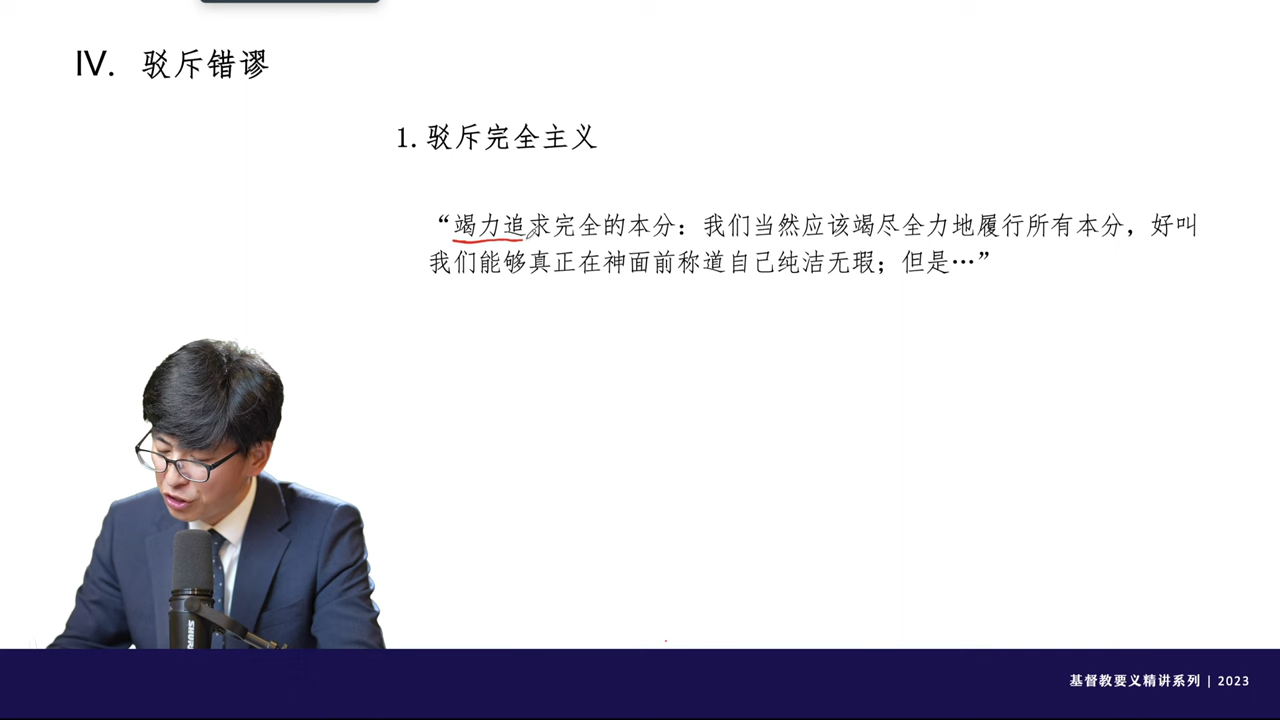 IV. 驳斥错谬
1. 驳斥完全主义
“竭力追求完全的本分：我们当然应该竭尽全力地履行所有本分，好叫
我们能够真正在神面前称道自己纯洁无瑕；但是…”
SHURE
基督教要义精讲系列 | 2023